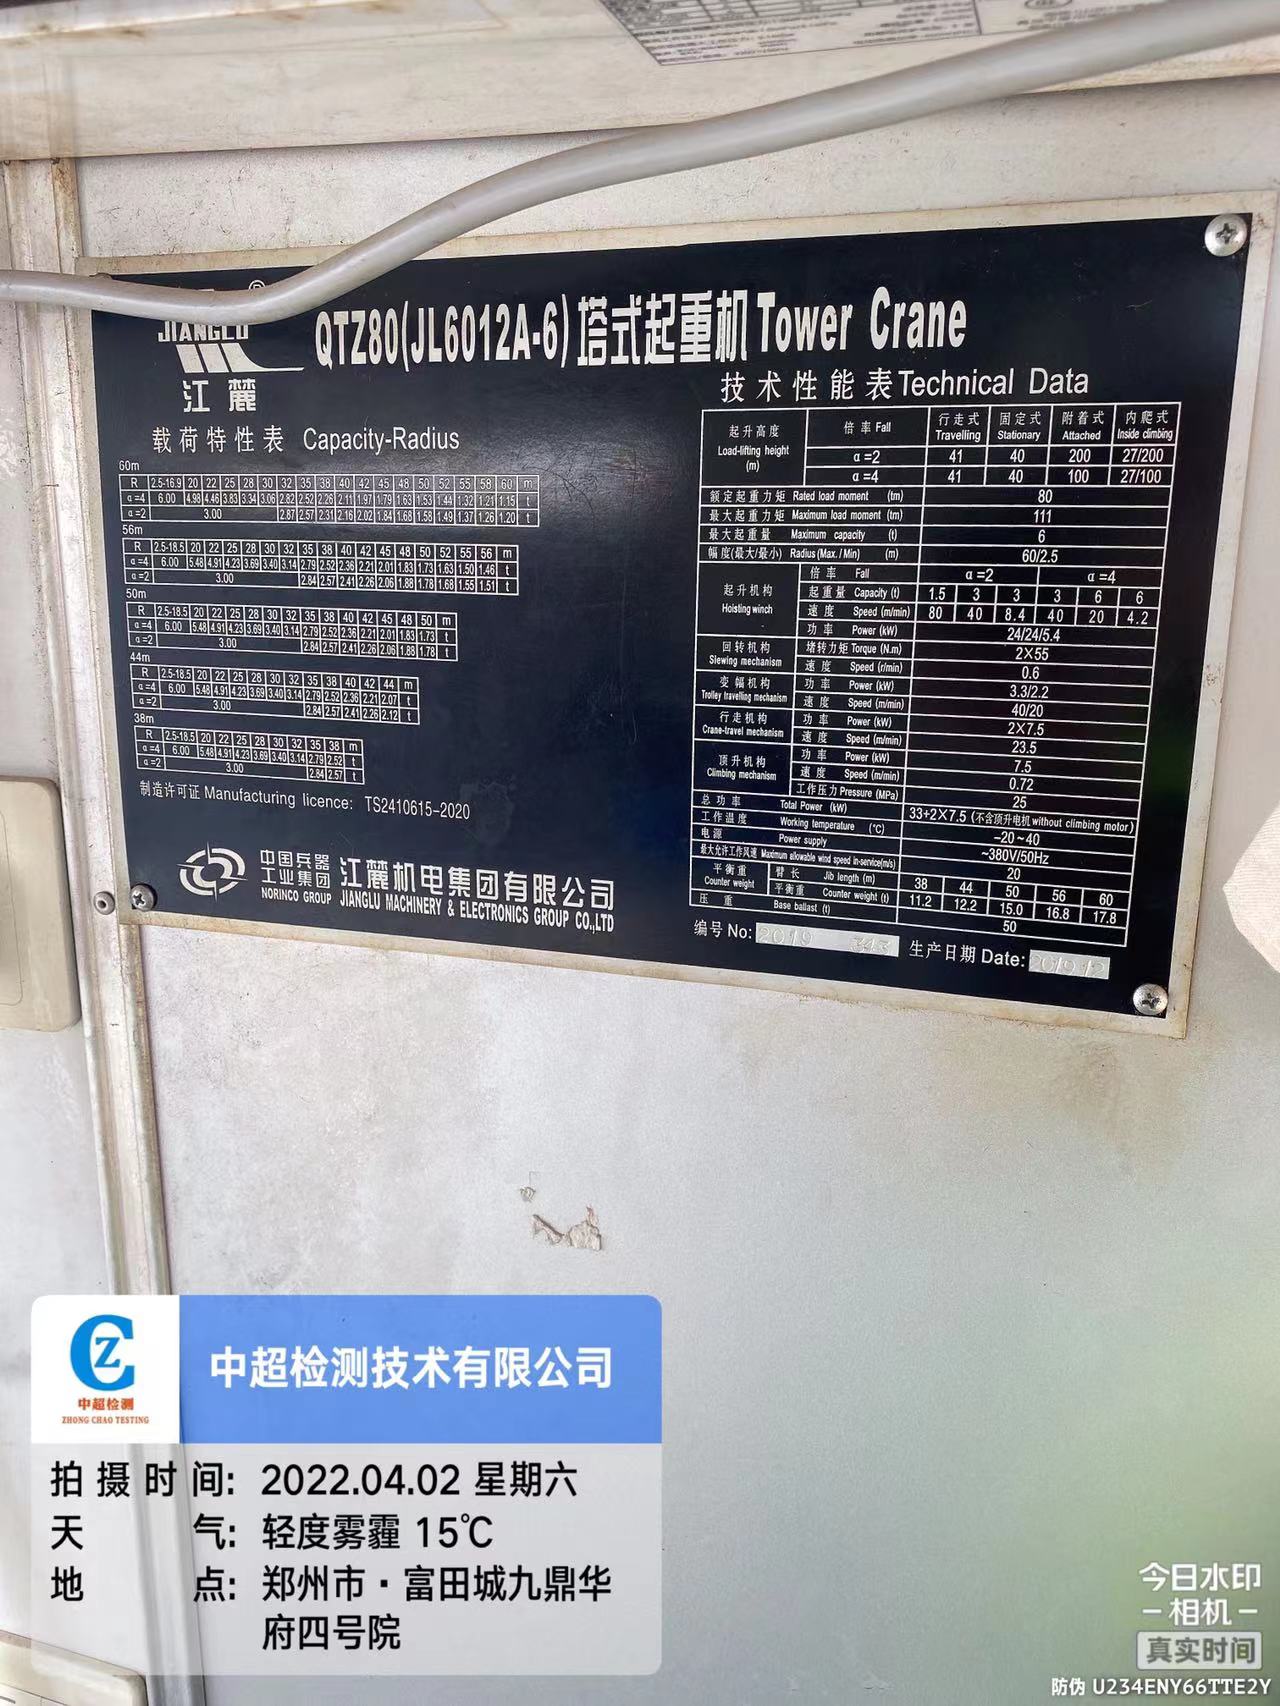 JIANGLU
江麓
QTZ80(JL6012A-6)塔式起重机 Tower Crane
载荷特性表 Capacity-Radius
60m
R 2.5-16.9 20 22 25 28 30 32 35 38 40 42 45 48 50 52 55 58 60 m
α=4 6.00 4.98 4.46 3.83 3.34 3.06 2.82 2.52 2.26 2.11 1.97 1.79 1.63 1.53 1.44 1.32 1.21 1.15 t
α=2 3.00 2.87 2.57 2.31 2.16 2.02 1.84 1.68 1.58 1.49 1.37 1.26 1.20 t
56m
R 2.5-18.5 20 22 25 28 30 32 35 38 40 42 45 48 50 52 55 56 m
α=4 6.00 5.48 4.91 4.23 3.69 3.40 3.14 2.79 2.52 2.36 2.21 2.01 1.83 1.73 1.63 1.50 1.46 t
α=2 3.00 2.84 2.57 2.41 2.26 2.06 1.88 1.78 1.68 1.55 1.51 t
50m
R 2.5-18.5 20 22 25 28 30 32 35 38 40 42 45 48 50 m
α=4 6.00 5.48 4.91 4.23 3.69 3.40 3.14 2.79 2.52 2.36 2.21 2.01 1.83 1.73 t
α=2 3.00 2.84 2.57 2.41 2.26 2.06 1.88 1.78 t
44m
R 2.5-18.5 20 22 25 28 30 32 35 38 40 42 44 m
α=4 6.00 5.48 4.91 4.23 3.69 3.40 3.14 2.79 2.52 2.36 2.21 2.07 t
α=2 3.00 2.84 2.57 2.41 2.26 2.12 t
38m
R 2.5-18.5 20 22 25 28 30 32 35 38 m
α=4 6.00 5.48 4.91 4.23 3.69 3.40 3.14 2.79 2.52 t
α=2 3.00 2.84 2.57 t
制造许可证 Manufacturing licence: TS2410615-2020
中国兵器
工业集团
NORINCO GROUP
江麓机电集团有限公司
JIANGLU MACHINERY & ELECTRONICS GROUP CO.,LTD
技术性能表 Technical Data
起升高度 Load-lifting height (m) 倍率 Fall 行走式 Travelling 固定式 Stationary 附着式 Attached 内爬式 Inside climbing
α=2 41 40 200 27/200
α=4 41 40 100 27/100
额定起重力矩 Rated load moment (tm) 80
最大起重力矩 Maximum load moment (tm) 111
最大起重量 Maximum capacity (t) 6
幅度(最大/最小) Radius (Max. / Min) (m) 60/2.5
起升机构 Hoisting winch 倍率 Fall α=2 α=4
起重量 Capacity (t) 1.5 3 3 3 6 6
速度 Speed (m/min) 80 40 8.4 40 20 4.2
功率 Power (kW) 24/24/5.4
回转机构 Slewing mechanism 堵转力矩 Torque (N.m) 2×55
速度 Speed (r/min) 0.6
变幅机构 Trolley travelling mechanism 功率 Power (kW) 3.3/2.2
速度 Speed (m/min) 40/20
行走机构 Crane-travel mechanism 功率 Power (kW) 2×7.5
速度 Speed (m/min) 23.5
顶升机构 Climbing mechanism 功率 Power (kW) 7.5
速度 Speed (m/min) 0.72
工作压力 Pressure (MPa) 25
总功率 Total Power (kW) 33+2×7.5 (不含顶升电机 without climbing motor)
工作温度 Working temperature (℃) -20~40
电源 Power supply ~380V/50Hz
最大允许工作风速 Maximum allowable wind speed in-service(m/s) 20
平衡重 Counter weight 臂长 Jib length (m) 38 44 50 56 60
平衡重 Counter weight (t) 11.2 12.2 15.0 16.8 17.8
压重 Base ballast (t) 50
编号 No: 2019 343 生产日期 Date: 2019 12
中超检测
ZHONG CHAO TESTING
中超检测技术有限公司
拍摄时间: 2022.04.02 星期六
天气: 轻度雾霾 15℃
地点: 郑州市·富田城九鼎华
府四号院
今日水印
-相机-
真实时间
防伪 U234ENY66TTE2Y